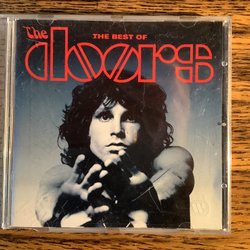 The
THE BEST OF
DOORS